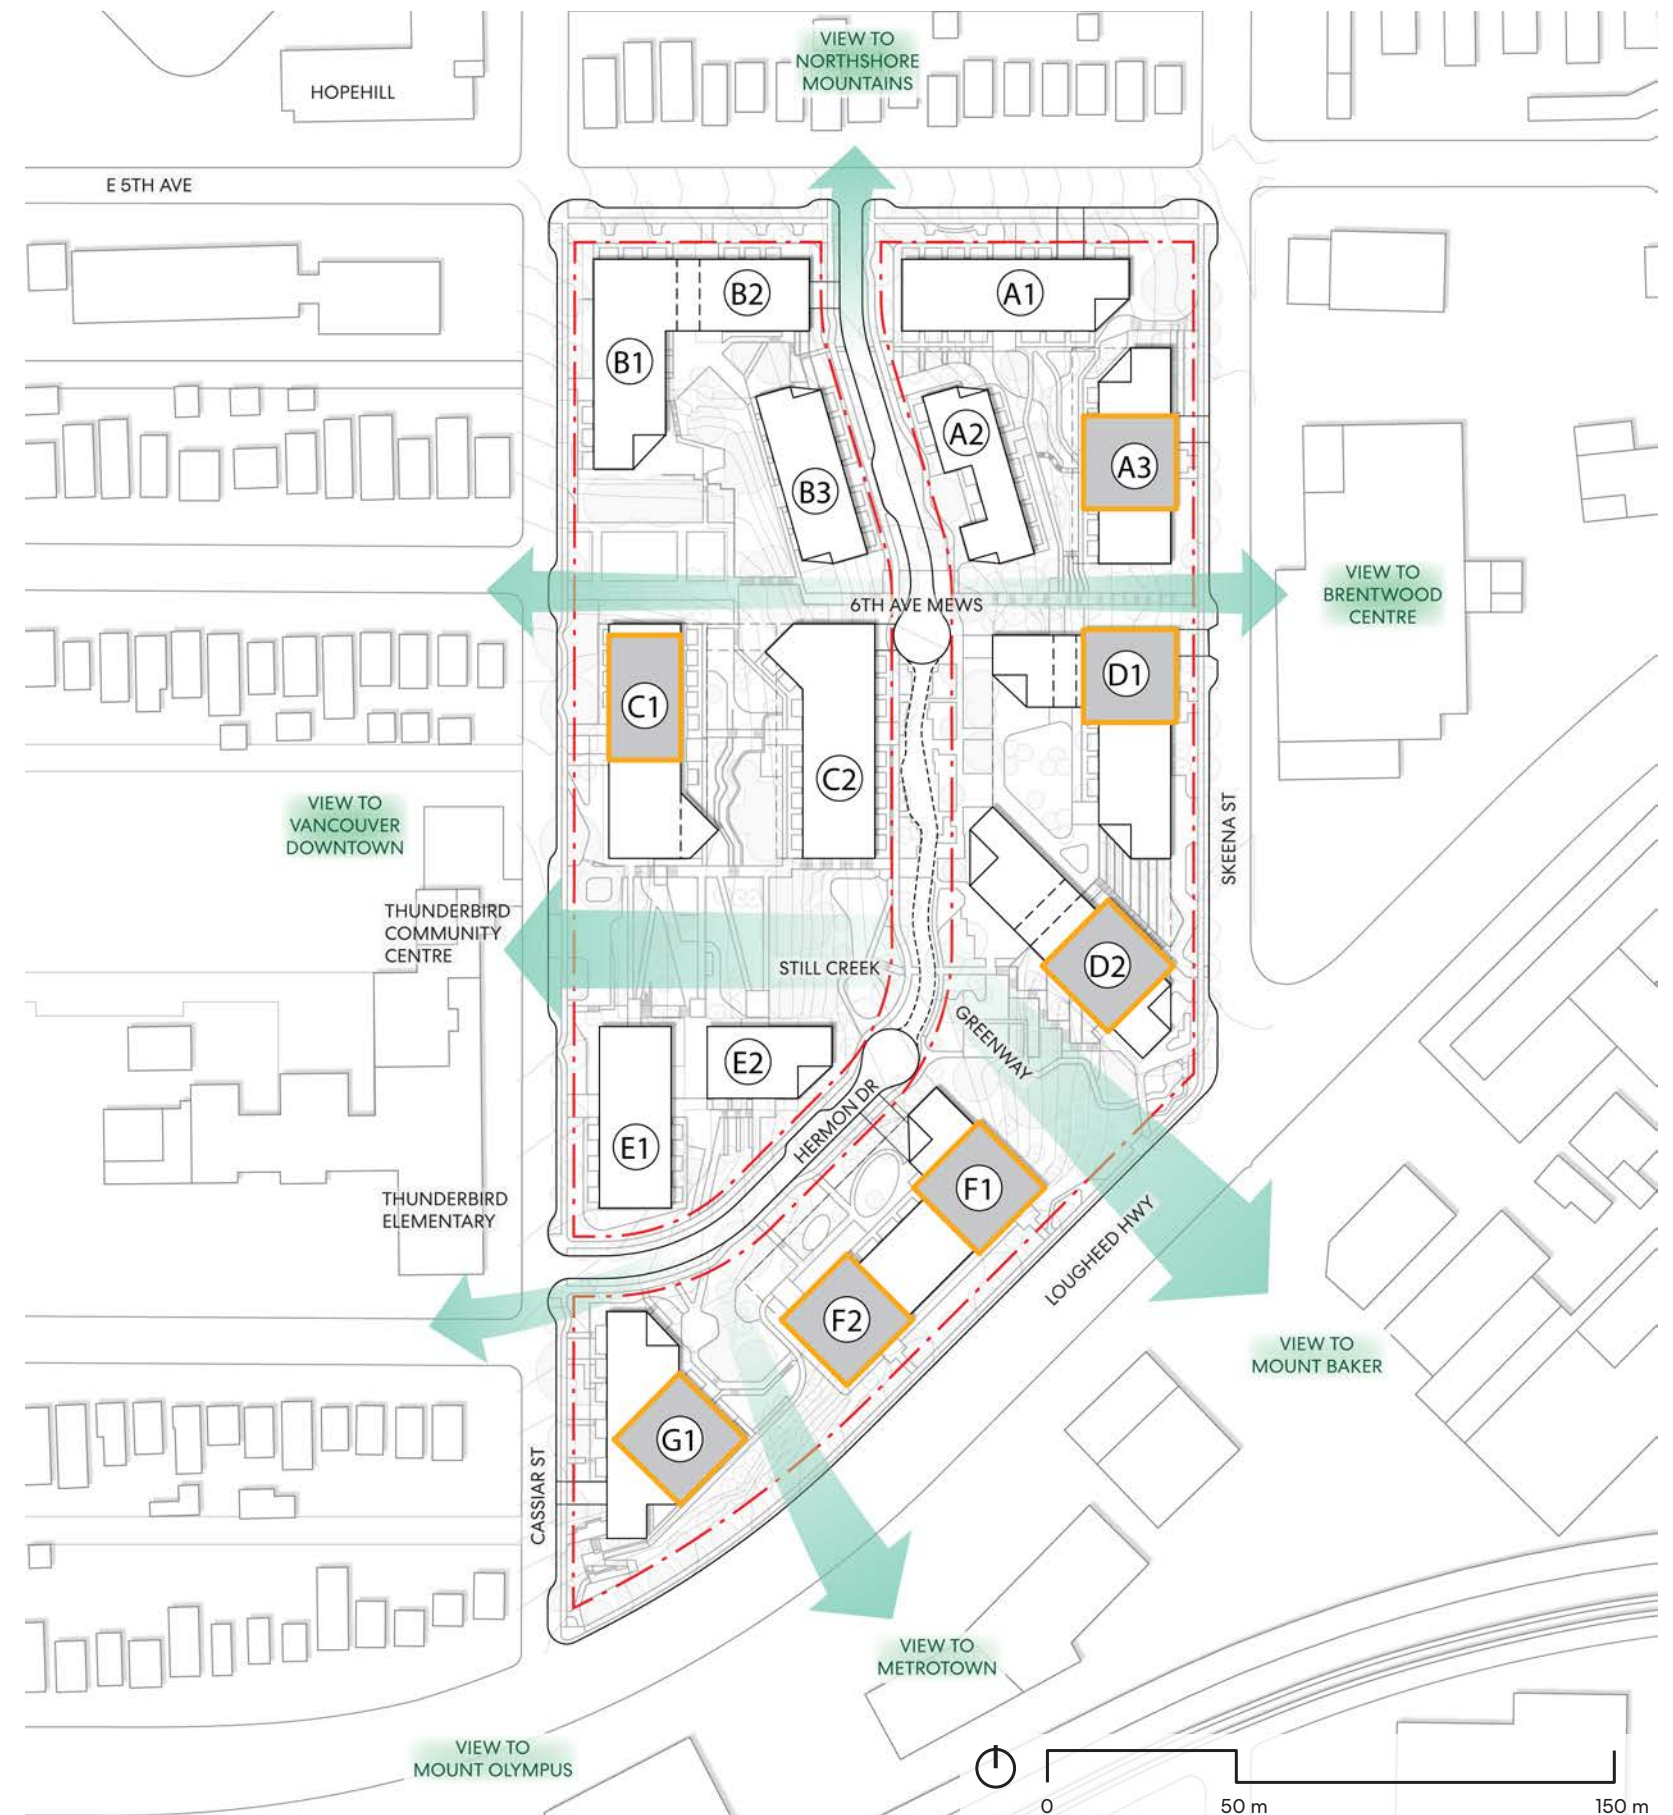 VIEW TO
NORTHSHORE
MOUNTAINS
HOPEHILL
E 5TH AVE
B2
A1
B1
A2
A3
B3
VIEW TO
BRENTWOOD
CENTRE
6TH AVE MEWS
D1
C1
C2
VIEW TO
VANCOUVER
DOWNTOWN
SKEENA ST
THUNDERBIRD
COMMUNITY
CENTRE
STILL CREEK
D2
GREENWAY
E2
E1
HERMON DR
F1
THUNDERBIRD
ELEMENTARY
LOUGHEED HWY
F2
VIEW TO
MOUNT BAKER
G1
CASSIAR ST
VIEW TO
METROTOWN
VIEW TO
MOUNT OLYMPUS
0
50 m
150 m